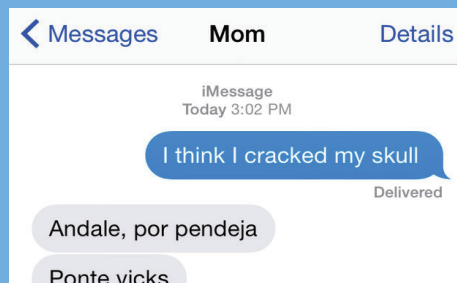 Messages Mom Details
iMessage
Today 3:02 PM
I think I cracked my skull
Delivered
Andale, por pendeja
Ponte vicks